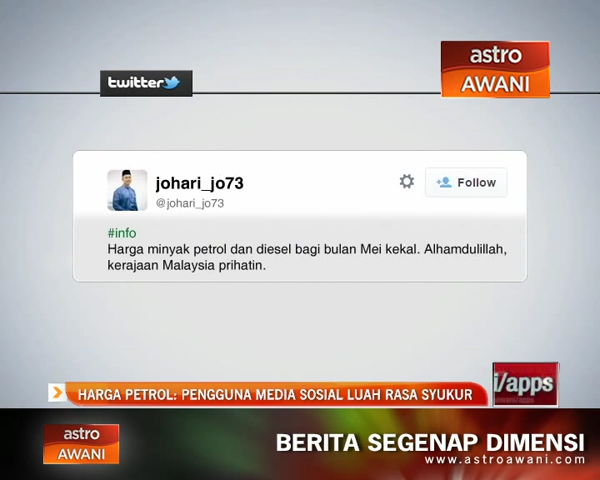 twitter
astro
AWANI
johari_jo73
@johari_jo73
Follow
#info
Harga minyak petrol dan diesel bagi bulan Mei kekal. Alhamdulillah,
kerajaan Malaysia prihatin.
i/apps
HARGA PETROL: PENGGUNA MEDIA SOSIAL LUAH RASA SYUKUR
astro
AWANI
BERITA SEGENAP DIMENSI
www.astroawani.com